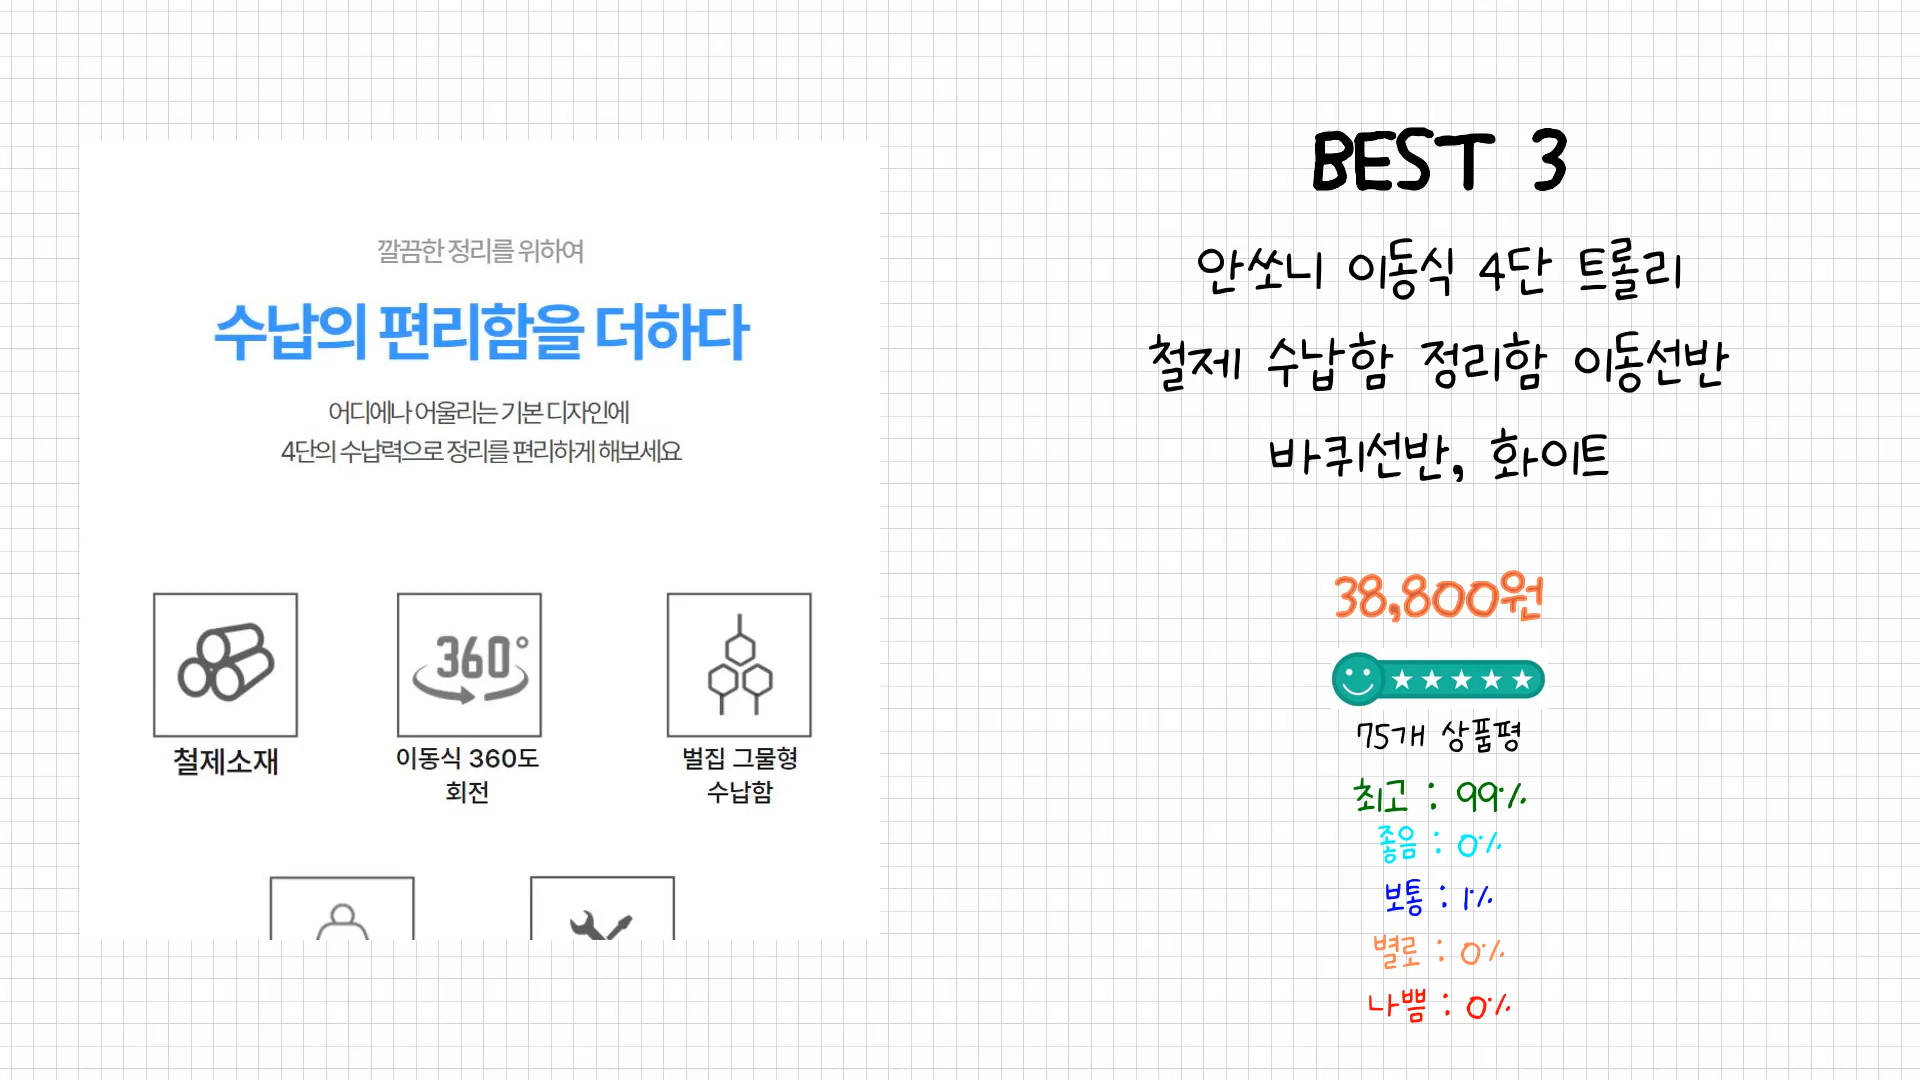 깔끔한 정리를 위하여
수납의 편리함을 더하다
어디에나 어울리는 기본 디자인에
4단의 수납력으로 정리를 편리하게 해보세요
360°
철제소재
이동식 360도
회전
벌집 그물형
수납함
BEST 3
안쏘니 이동식 4단 트롤리
철제 수납함 정리함 이동선반
바퀴선반, 화이트
38,800원
75개 상품평
최고 : 99%
좋음 : 0%
보통 : 1%
별로 : 0%
나쁨 : 0%